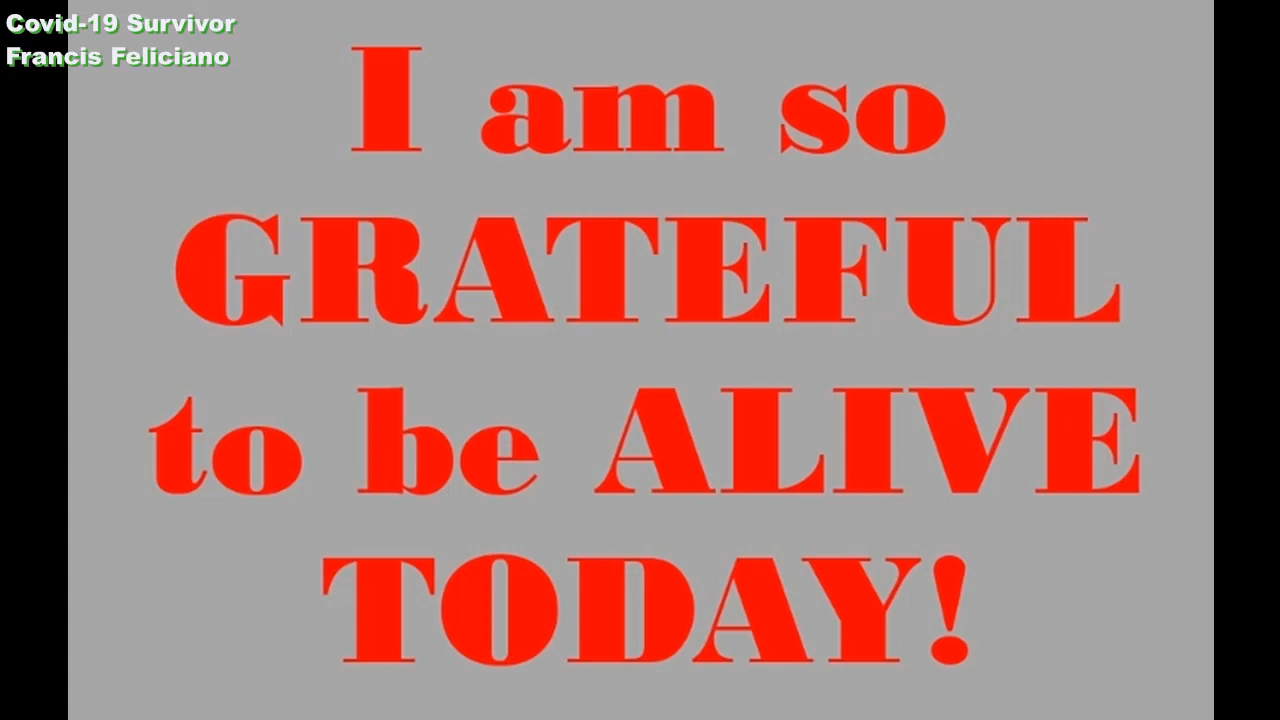 Covid-19 Survivor
Francis Feliciano
I am so
GRATEFUL
to be ALIVE
TODAY!